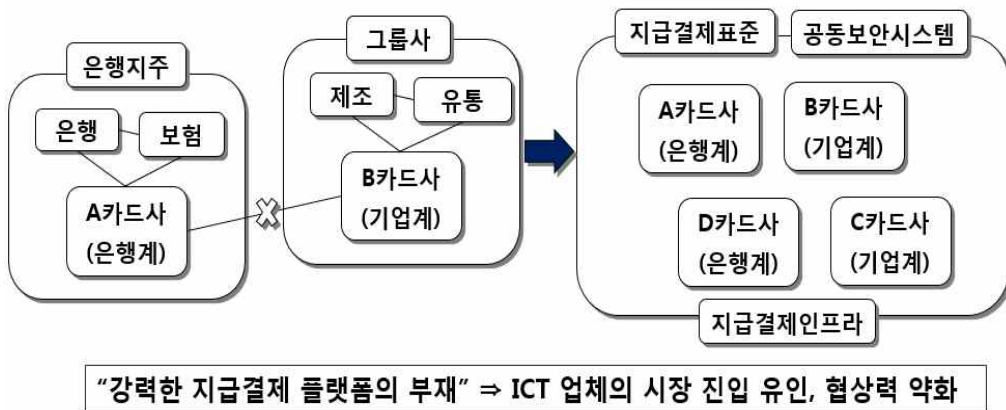 은행지주
은행
보험
A카드사
(은행계)
그룹사
제조
유통
B카드사
(기업계)
X
지급결제표준
공동보안시스템
A카드사
(은행계)
B카드사
(기업계)
D카드사
(은행계)
C카드사
(기업계)
지급결제인프라
“강력한 지급결제 플랫폼의 부재” ⇒ ICT 업체의 시장 진입 유인, 협상력 약화